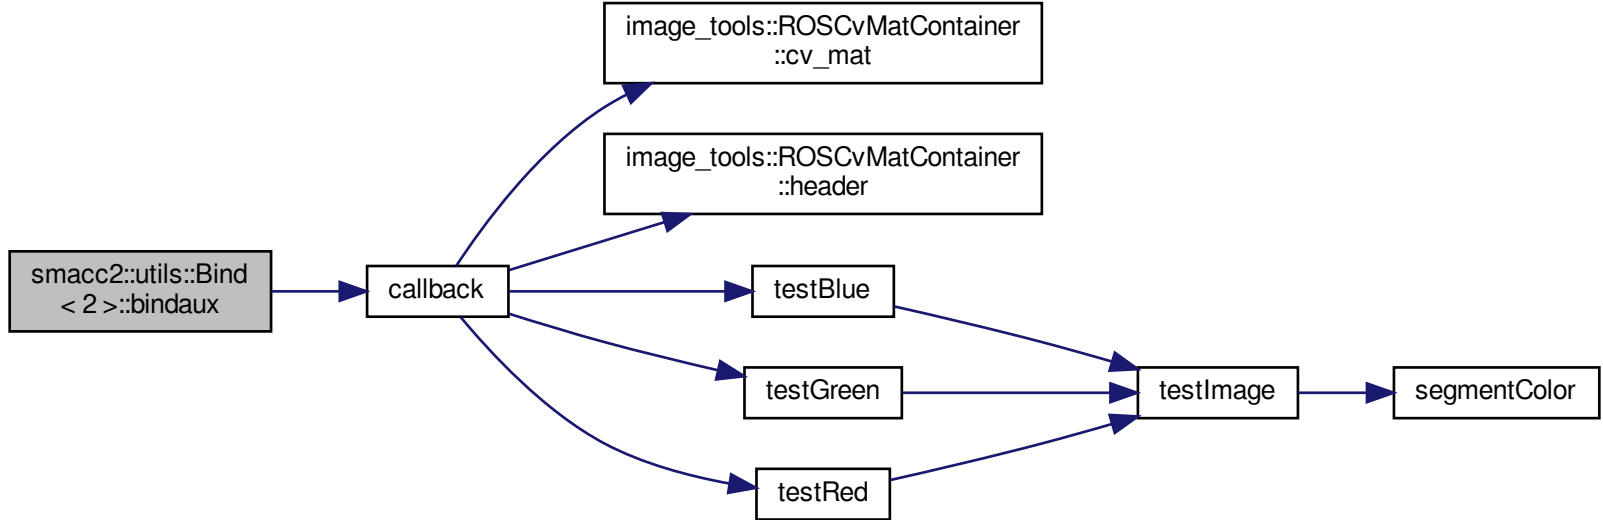 image_tools::ROSCvMatContainer
::cv_mat
image_tools::ROSCvMatContainer
::header
smacc2::utils::Bind
< 2 >::bindaux
callback
testBlue
testGreen
testImage
segmentColor
testRed